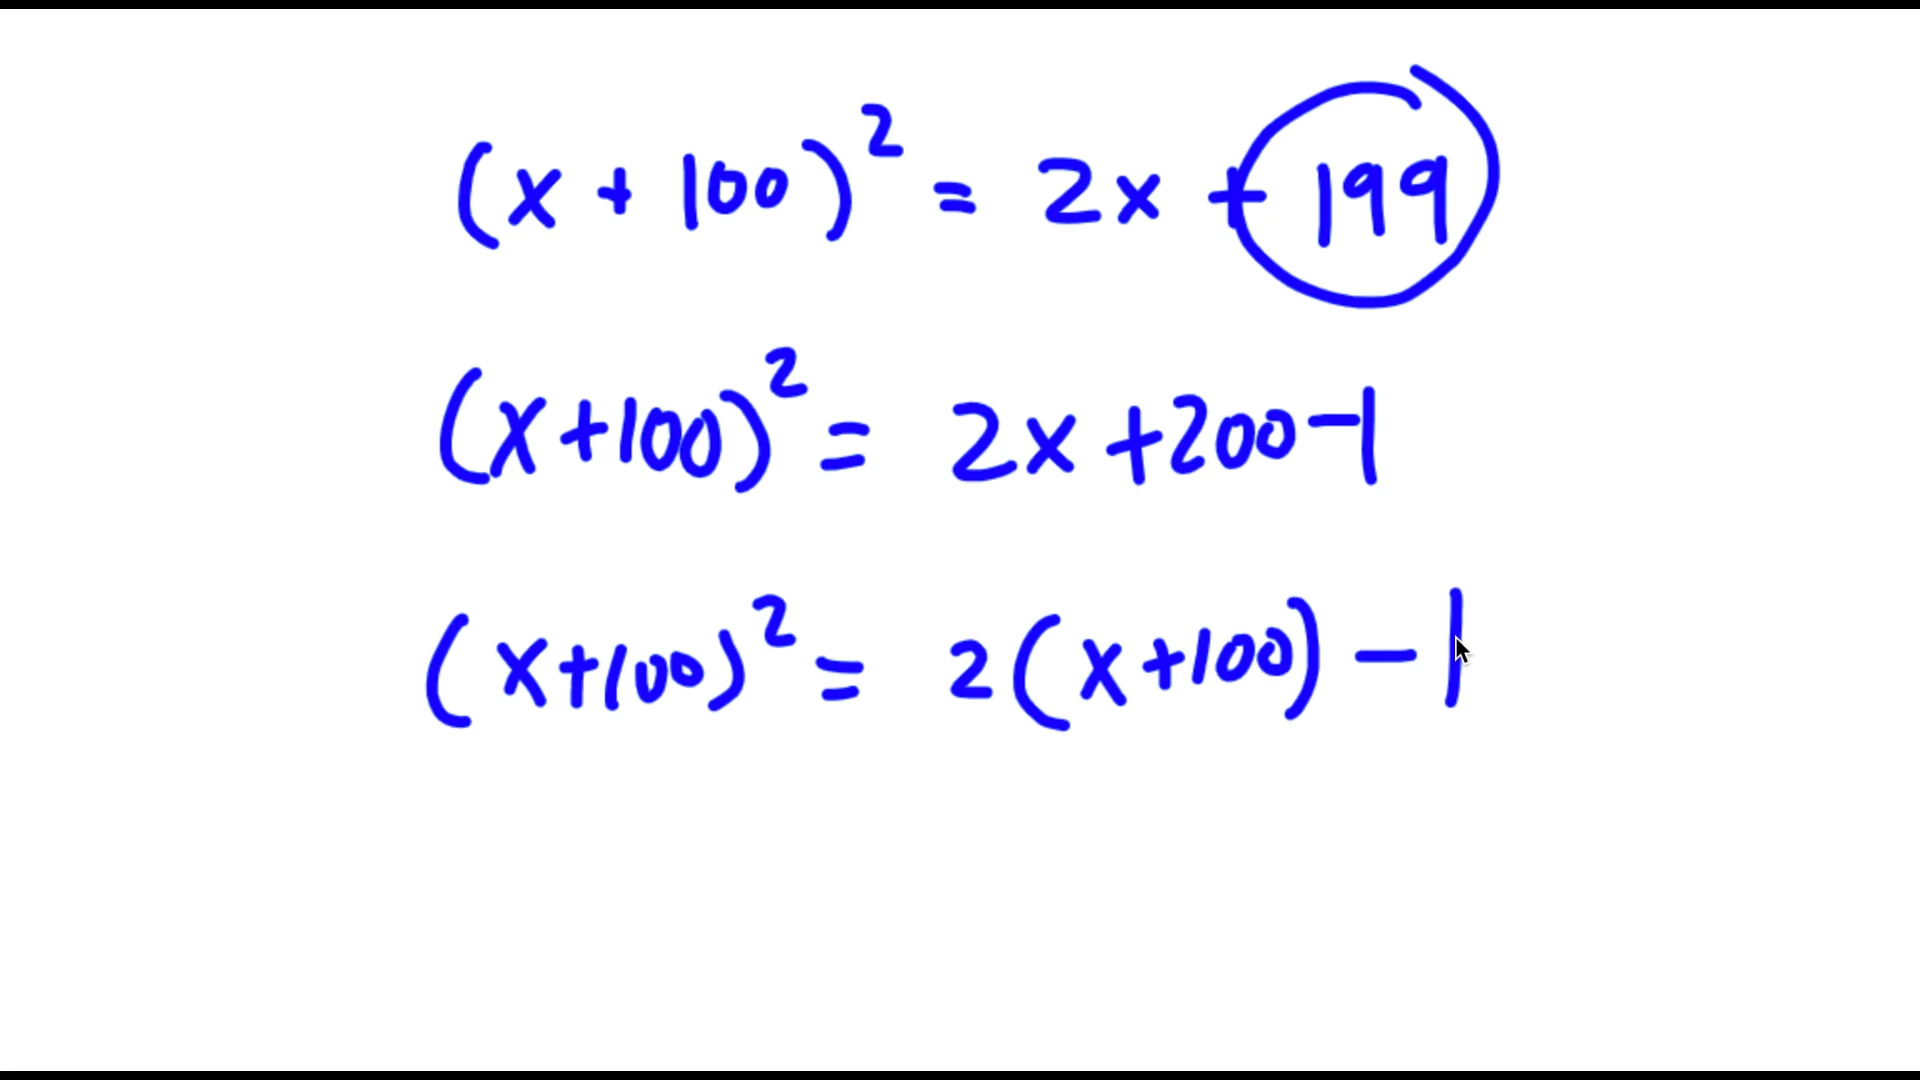 (x + 100)² = 2x + 199
(x+100)² = 2x +200-1
(x+100)² = 2(x+100) - 1